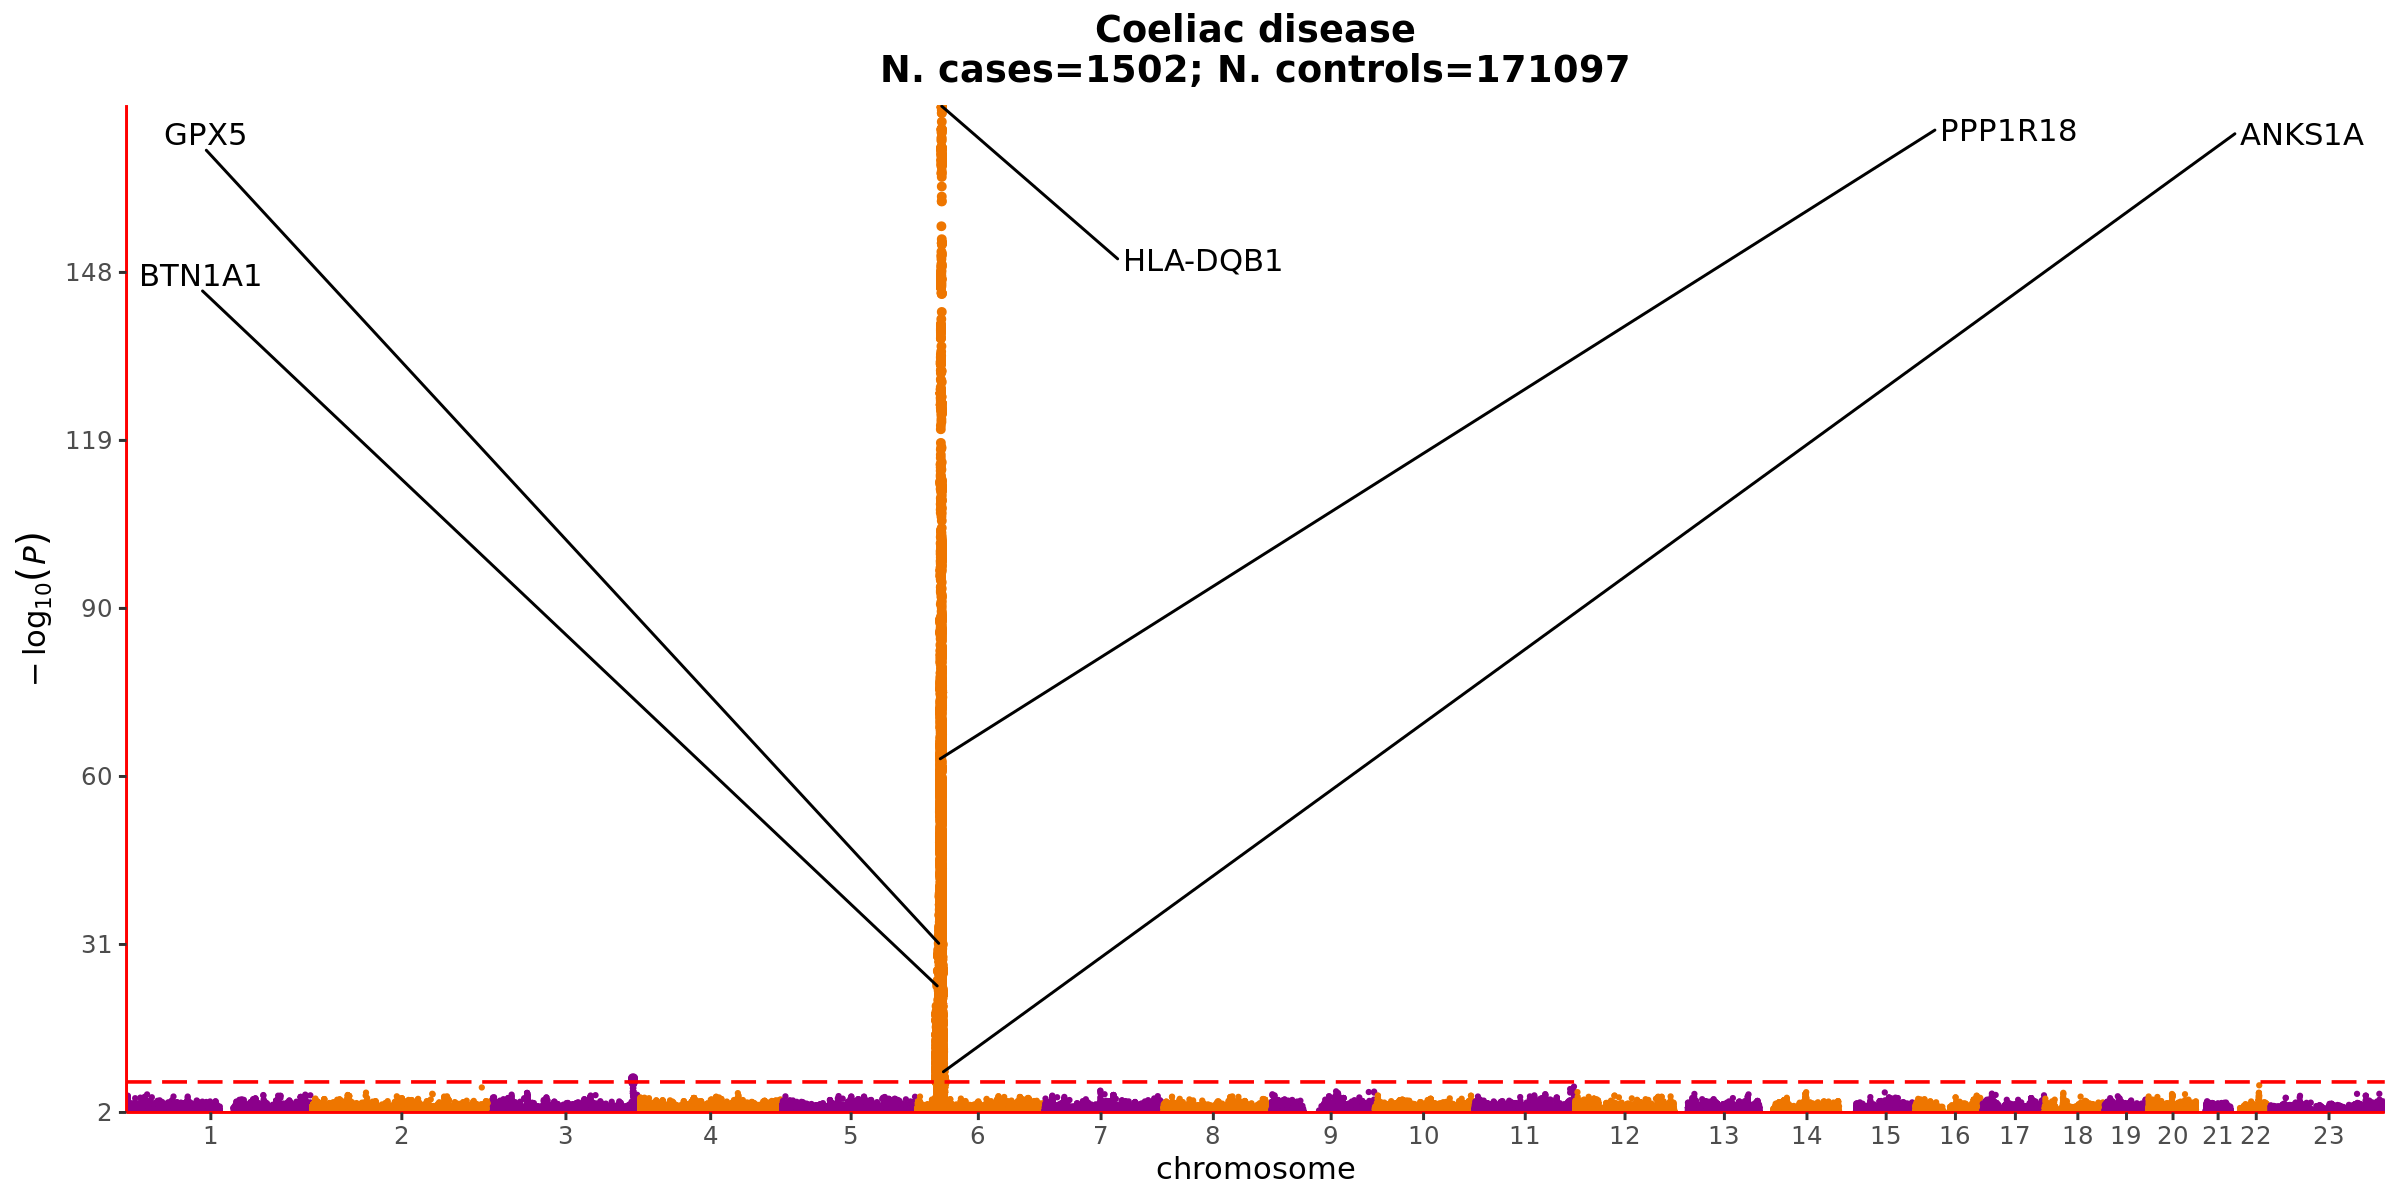 Coeliac disease
N. cases=1502; N. controls=171097
GPX5
PPP1R18
ANKS1A
BTN1A1
HLA-DQB1
148
119
90
60
31
2
− log10(P)
1 2 3 4 5 6 7 8 9 10 11 12 13 14 15 16 17 18 19 20 21 22 23
chromosome